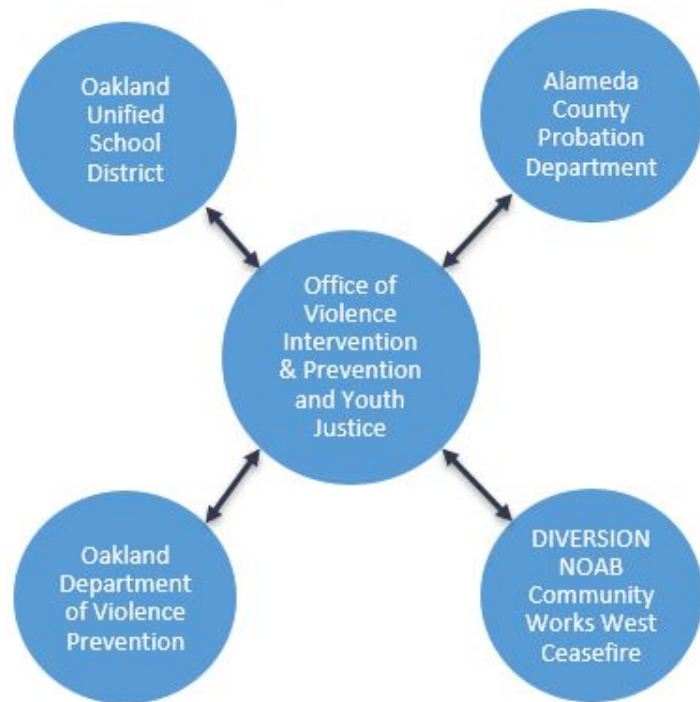 Oakland
Unified
School
District
Alameda
County
Probation
Department
Office of
Violence
Intervention
& Prevention
and Youth
Justice
Oakland
Department
of Violence
Prevention
DIVERSION
NOAB
Community
Works West
Ceasefire